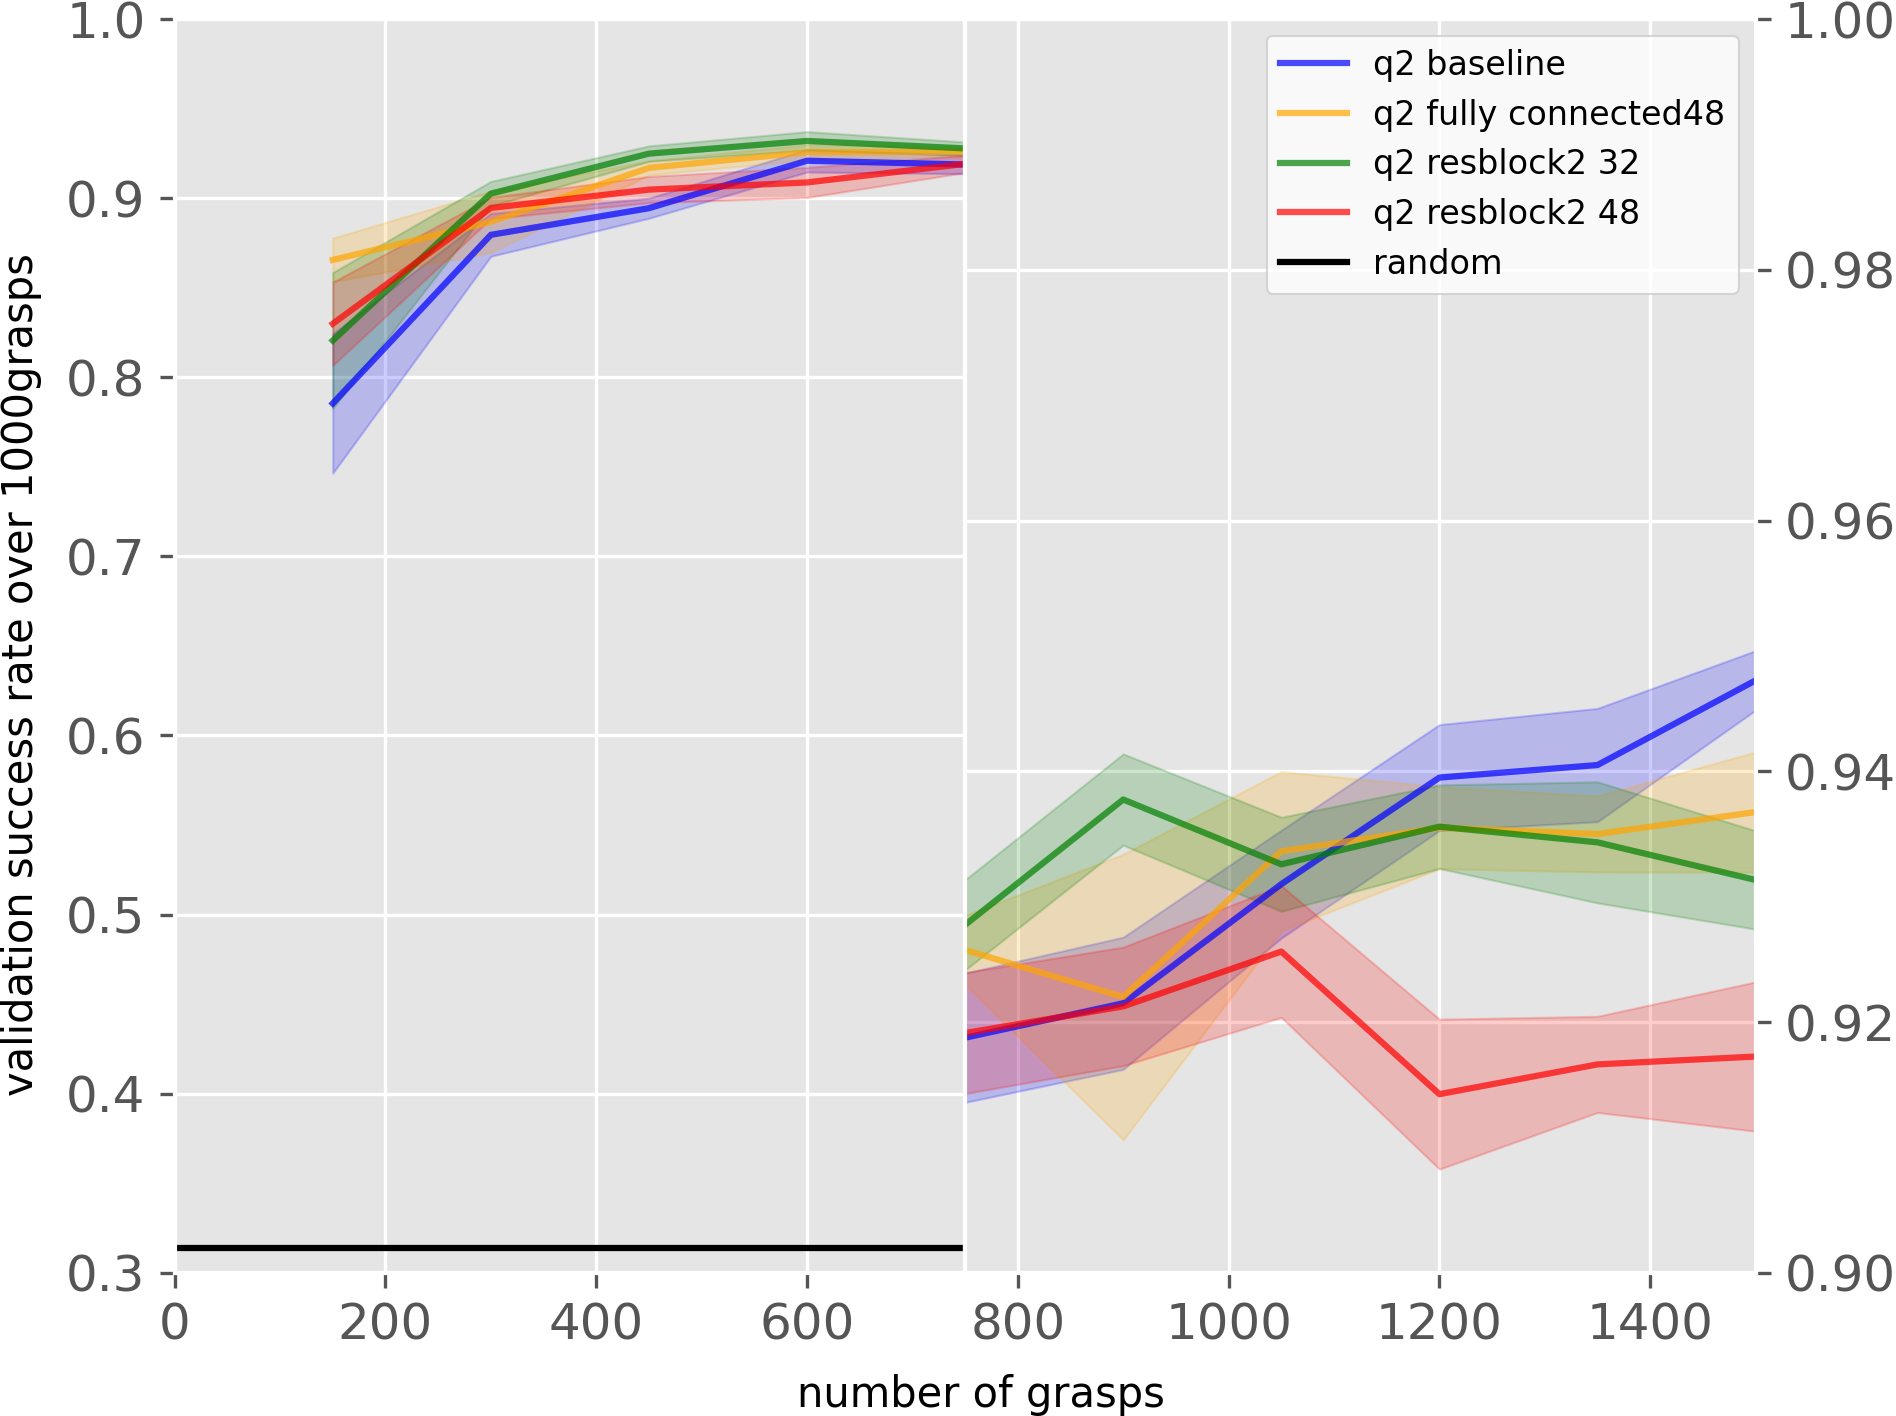 validation success rate over 1000grasps
1.0
0.9
0.8
0.7
0.6
0.5
0.4
0.3
1.00
0.98
0.96
0.94
0.92
0.90
q2 baseline
q2 fully connected48
q2 resblock2 32
q2 resblock2 48
random
0 200 400 600 800 1000 1200 1400
number of grasps